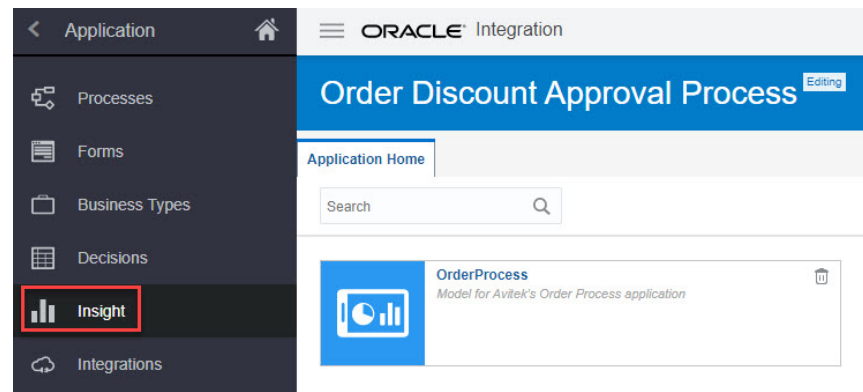 Application
ORACLE Integration
Processes
Order Discount Approval Process Editing
Forms
Application Home
Business Types
Search
Decisions
OrderProcess
Model for Avitek's Order Process application
Insight
Integrations